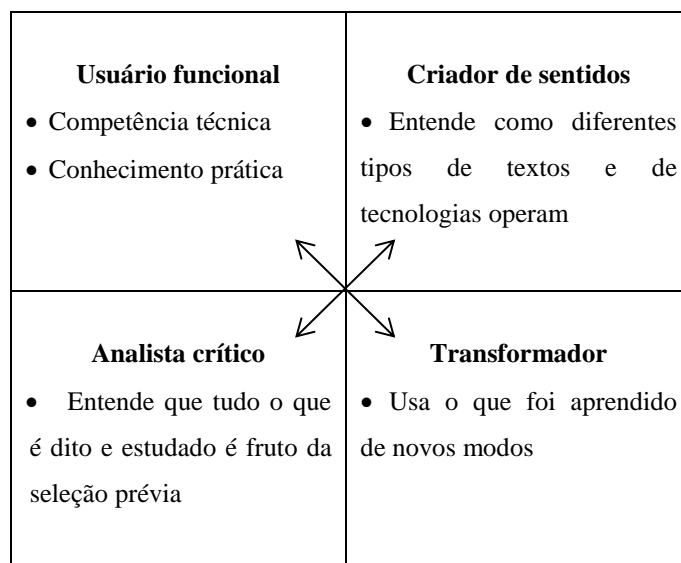 Usuário funcional
• Competência técnica
• Conhecimento prática
Criador de sentidos
• Entende como diferentes
tipos de textos e de
tecnologias operam
Analista crítico
• Entende que tudo o que
é dito e estudado é fruto da
seleção prévia
Transformador
• Usa o que foi aprendido
de novos modos